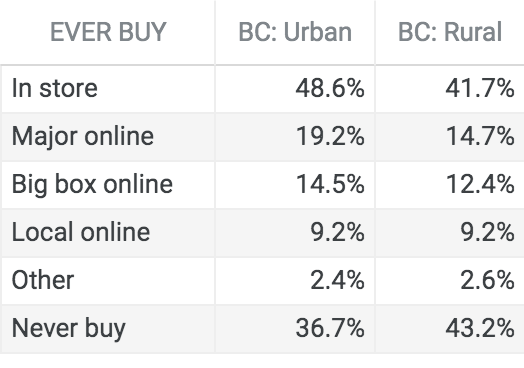 EVER BUY BC: Urban BC: Rural
In store 48.6% 41.7%
Major online 19.2% 14.7%
Big box online 14.5% 12.4%
Local online 9.2% 9.2%
Other 2.4% 2.6%
Never buy 36.7% 43.2%